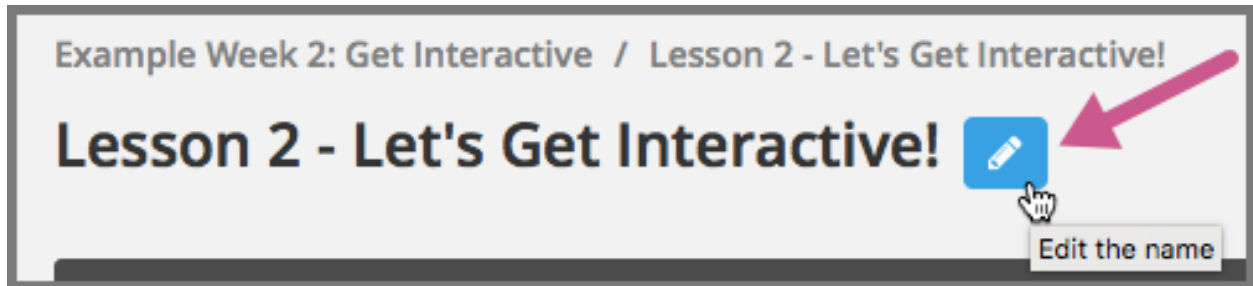 Example Week 2: Get Interactive / Lesson 2 - Let's Get Interactive!
Lesson 2 - Let's Get Interactive!
Edit the name